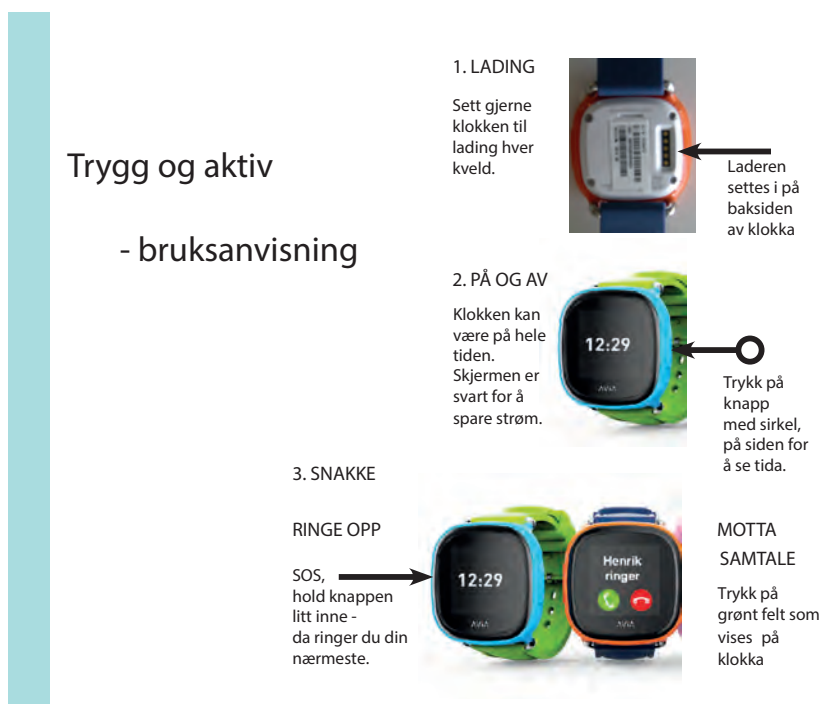 Trygg og aktiv
- bruksanvisning
1. LADING
Sett gjerne
klokken til
lading hver
kveld.
Laderen
settes i på
baksiden
av klokka
2. PÅ OG AV
Klokken kan
være på hele
tiden.
Skjermen er
svart for å
spare strøm.
12:29
Trykk på
knapp
med sirkel,
på siden for
å se tida.
3. SNAKKE
RINGE OPP
SOS,
hold knappen
litt inne -
da ringer du din
nærmeste.
12:29
Henrik
ringer
MOTTA
SAMTALE
Trykk på
grønt felt som
vises på
klokka